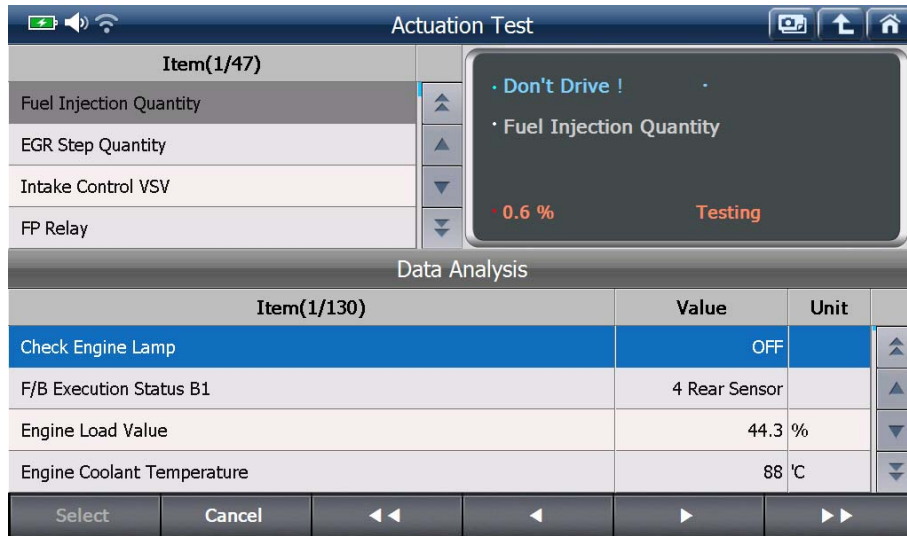 Actuation Test
Item(1/47)
Fuel Injection Quantity
EGR Step Quantity
Intake Control VSV
FP Relay
· Don't Drive !
· Fuel Injection Quantity
0.6 % Testing
Data Analysis
Item(1/130) Value Unit
Check Engine Lamp OFF
F/B Execution Status B1 4 Rear Sensor
Engine Load Value 44.3 %
Engine Coolant Temperature 88 'C
Select Cancel